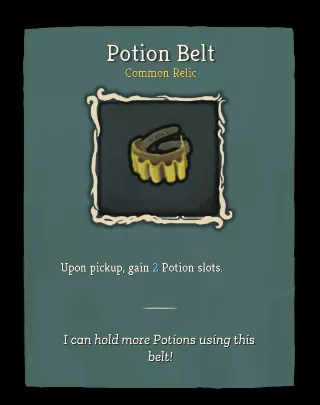 Potion Belt
Common Relic
Upon pickup, gain 2 Potion slots.
I can hold more Potions using this
belt!